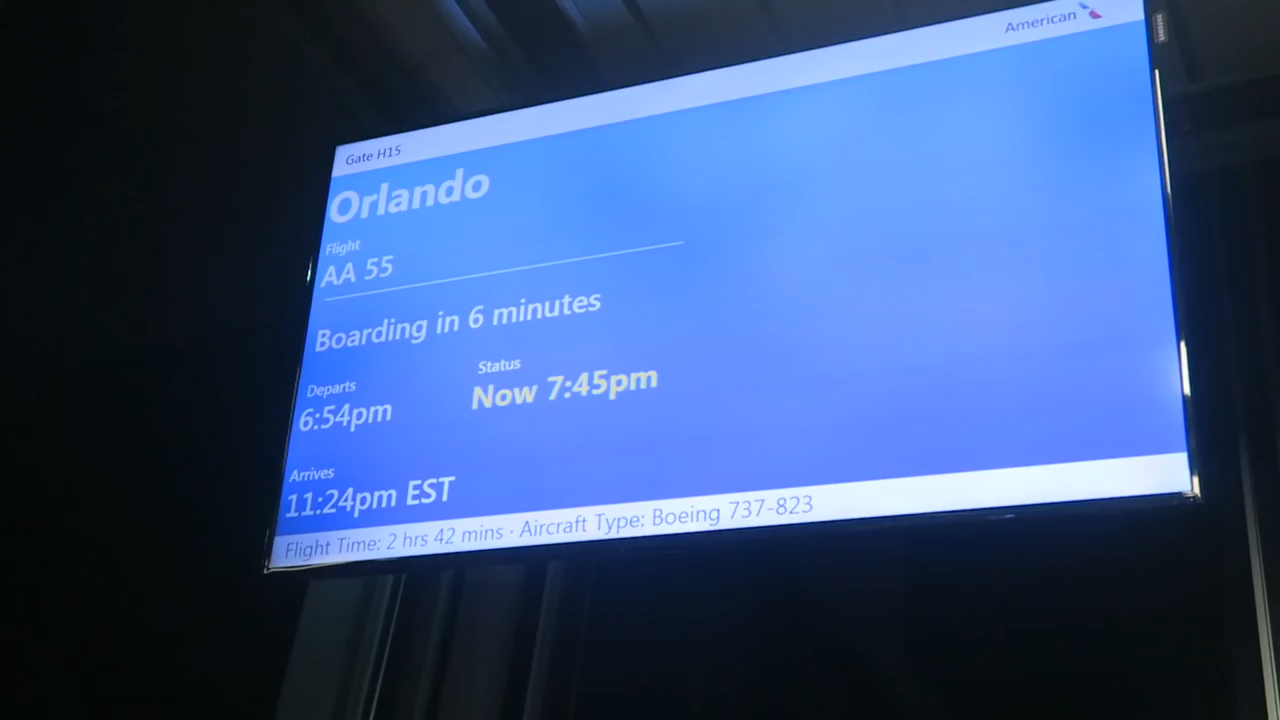 American
Gate H15
Orlando
Flight
AA 55
Boarding in 6 minutes
Departs
6:54pm
Status
Now 7:45pm
Arrives
11:24pm EST
Flight Time: 2 hrs 42 mins · Aircraft Type: Boeing 737-823